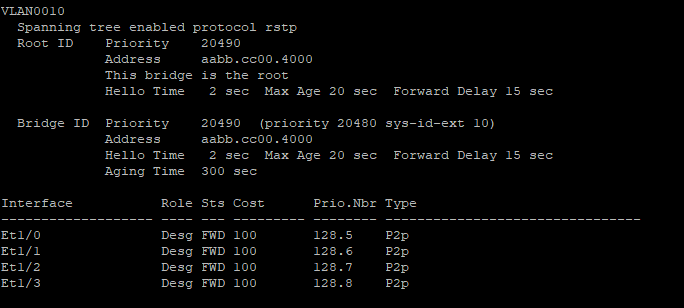 VLAN0010
  Spanning tree enabled protocol rstp
  Root ID    Priority    20490
             Address     aabb.cc00.4000
             This bridge is the root
             Hello Time   2 sec  Max Age 20 sec  Forward Delay 15 sec

  Bridge ID  Priority    20490  (priority 20480 sys-id-ext 10)
             Address     aabb.cc00.4000
             Hello Time   2 sec  Max Age 20 sec  Forward Delay 15 sec
             Aging Time  300 sec

Interface           Role Sts Cost      Prio.Nbr Type
------------------- ---- --- --------- -------- --------------------------------
Et1/0               Desg FWD 100       128.5    P2p
Et1/1               Desg FWD 100       128.6    P2p
Et1/2               Desg FWD 100       128.7    P2p
Et1/3               Desg FWD 100       128.8    P2p